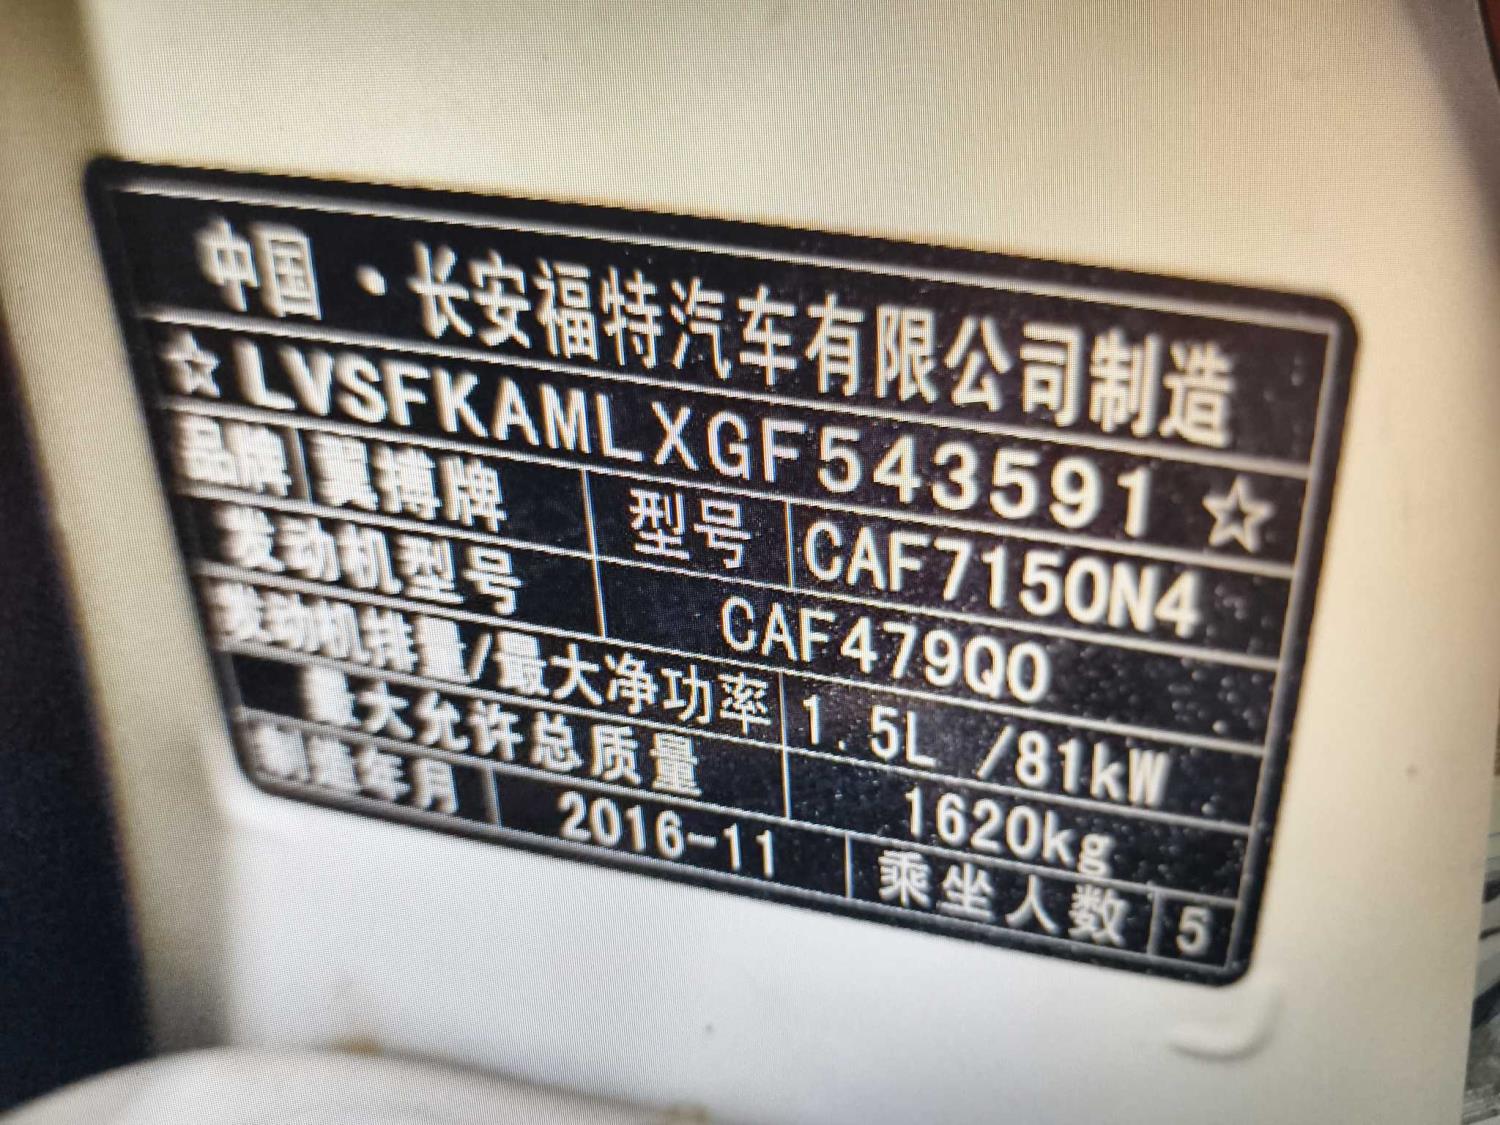 中国·长安福特汽车有限公司制造
☆LVSFKAMLXGF543591☆
品牌 翼搏牌 型号 CAF7150N4
发动机型号 CAF479Q0
发动机排量/最大净功率 1.5L /81kW
最大允许总质量 1620kg
制造年月 2016-11 乘坐人数 5